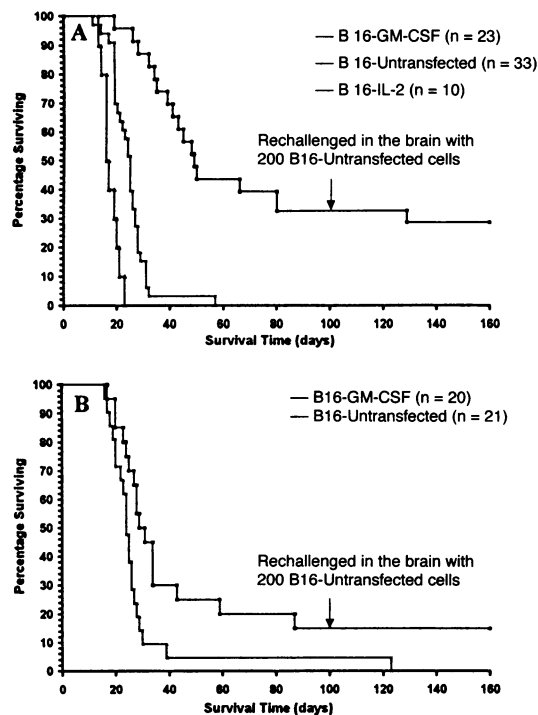 A
B 16-GM-CSF (n = 23)
B 16-Untransfected (n = 33)
B 16-IL-2 (n = 10)
Rechallenged in the brain with
200 B16-Untransfected cells
Percentage Surviving
100
90
80
70
60
50
40
30
20
10
0
0 20 40 60 80 100 120 140 160
Survival Time (days)
B
B16-GM-CSF (n = 20)
B16-Untransfected (n = 21)
Rechallenged in the brain with
200 B16-Untransfected cells
Percentage Surviving
100
90
80
70
60
50
40
30
20
10
0
0 20 40 60 80 100 120 140 160
Survival Time (days)